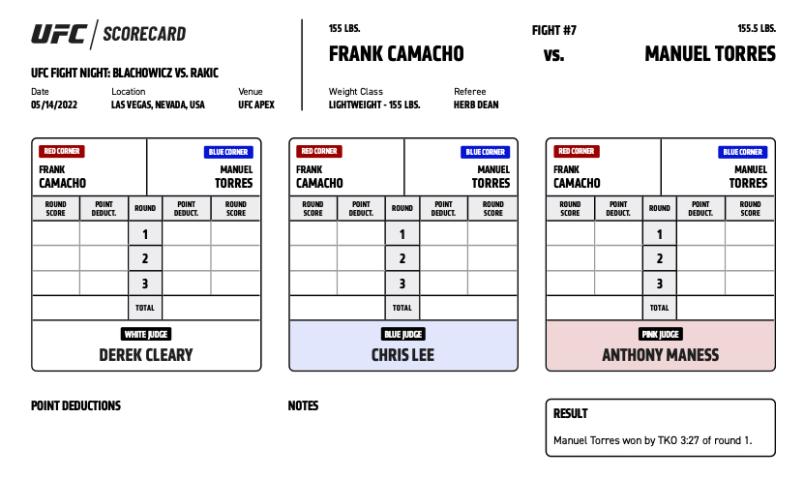 UFC / SCORECARD
UFC FIGHT NIGHT: BLACHOWICZ VS. RAKIC
Date Location Venue
05/14/2022 LAS VEGAS, NEVADA, USA UFC APEX
155 LBS. FIGHT #7 155.5 LBS.
FRANK CAMACHO vs. MANUEL TORRES
Weight Class Referee
LIGHTWEIGHT - 155 LBS. HERB DEAN
RED CORNER BLUE CORNER
FRANK MANUEL
CAMACHO TORRES
ROUND POINT ROUND POINT ROUND
SCORE DEDUCT. DEDUCT. SCORE
1
2
3
TOTAL
WHITE JUDGE
DEREK CLEARY
RED CORNER BLUE CORNER
FRANK MANUEL
CAMACHO TORRES
ROUND POINT ROUND POINT ROUND
SCORE DEDUCT. DEDUCT. SCORE
1
2
3
TOTAL
BLUE JUDGE
CHRIS LEE
RED CORNER BLUE CORNER
FRANK MANUEL
CAMACHO TORRES
ROUND POINT ROUND POINT ROUND
SCORE DEDUCT. DEDUCT. SCORE
1
2
3
TOTAL
PINK JUDGE
ANTHONY MANESS
POINT DEDUCTIONS
NOTES
RESULT
Manuel Torres won by TKO 3:27 of round 1.